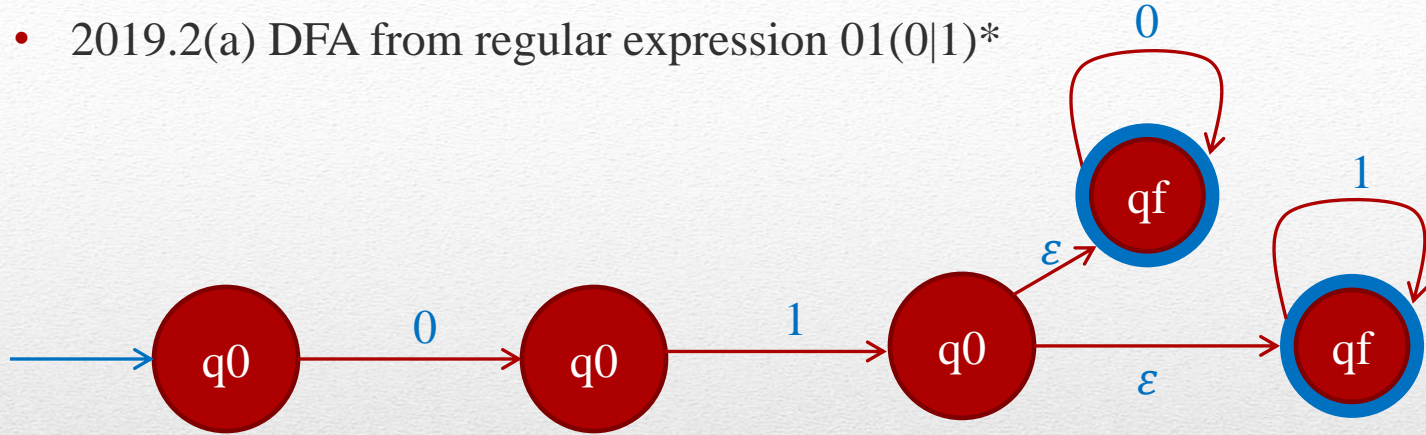 • 2019.2(a) DFA from regular expression 01(0|1)*
0
qf
1
ε
q0
0
q0
1
q0
ε
qf